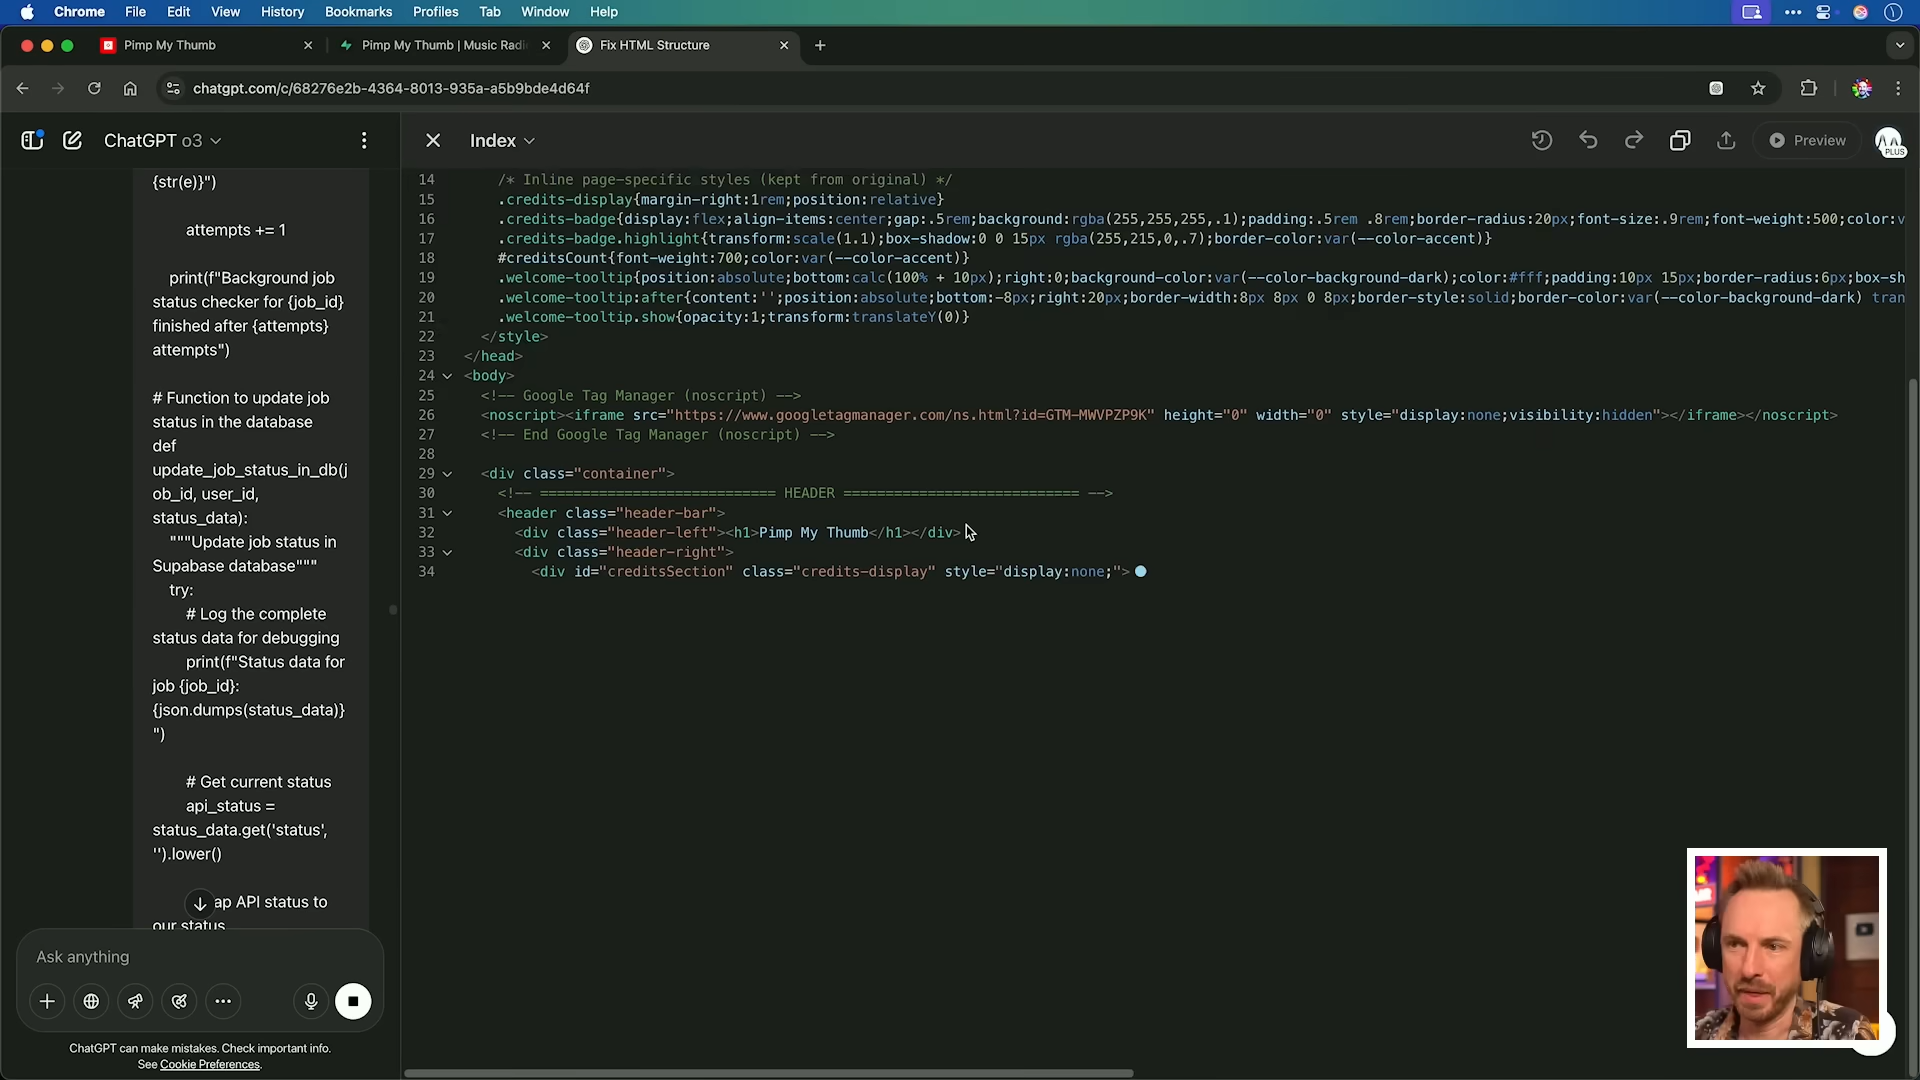 Chrome File Edit View History Bookmarks Profiles Tab Window Help
Pimp My Thumb
Pimp My Thumb | Music Radi
Fix HTML Structure
chatgpt.com/c/68276e2b-4364-8013-935a-a5b9bde4d64f
ChatGPT o3
Index
Preview
PLUS
{str(e)}")
attempts += 1
print(f"Background job
status checker for {job_id}
finished after {attempts}
attempts")
# Function to update job
status in the database
def
update_job_status_in_db(j
ob_id, user_id,
status_data):
"""Update job status in
Supabase database"""
try:
# Log the complete
status data for debugging
print(f"Status data for
job {job_id}:
{json.dumps(status_data)}
")
# Get current status
api_status =
status_data.get('status',
'').lower()
ap API status to
our status
Ask anything
ChatGPT can make mistakes. Check important info.
See Cookie Preferences.
14 /* Inline page-specific styles (kept from original) */
15 .credits-display{margin-right:1rem;position:relative}
16 .credits-badge{display:flex;align-items:center;gap:.5rem;background:rgba(255,255,255,.1);padding:.5rem .8rem;border-radius:20px;font-size:.9rem;font-weight:500;color:v
17 .credits-badge.highlight{transform:scale(1.1);box-shadow:0 0 15px rgba(255,215,0,.7);border-color:var(--color-accent)}
18 #creditsCount{font-weight:700;color:var(--color-accent)}
19 .welcome-tooltip{position:absolute;bottom:calc(100% + 10px);right:0;background-color:var(--color-background-dark);color:#fff;padding:10px 15px;border-radius:6px;box-sh
20 .welcome-tooltip:after{content:'';position:absolute;bottom:-8px;right:20px;border-width:8px 8px 0 8px;border-style:solid;border-color:var(--color-background-dark) tran
21 .welcome-tooltip.show{opacity:1;transform:translateY(0)}
22 </style>
23 </head>
24 <body>
25 <!-- Google Tag Manager (noscript) -->
26 <noscript><iframe src="https://www.googletagmanager.com/ns.html?id=GTM-MWVPZP9K" height="0" width="0" style="display:none;visibility:hidden"></iframe></noscript>
27 <!-- End Google Tag Manager (noscript) -->
28
29 <div class="container">
30 <!-- =========================== HEADER =========================== -->
31 <header class="header-bar">
32 <div class="header-left"><h1>Pimp My Thumb</h1></div>
33 <div class="header-right">
34 <div id="creditsSection" class="credits-display" style="display:none;">